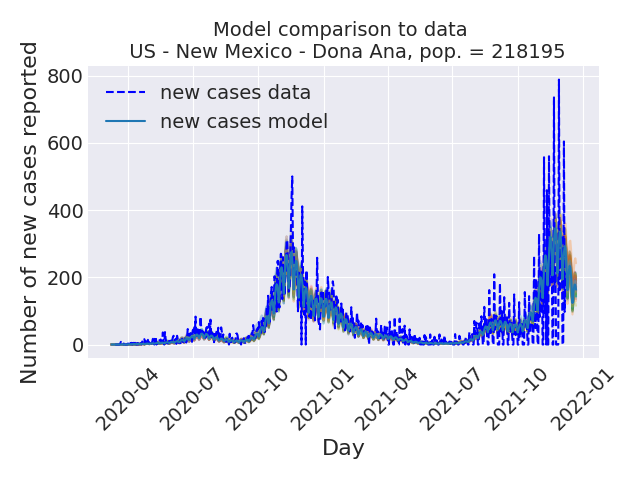 Model comparison to data
US - New Mexico - Dona Ana, pop. = 218195
Number of new cases reported
800
600
400
200
0
new cases data
new cases model
2020-04
2020-07
2020-10
2021-01
2021-04
2021-07
2021-10
2022-01
Day